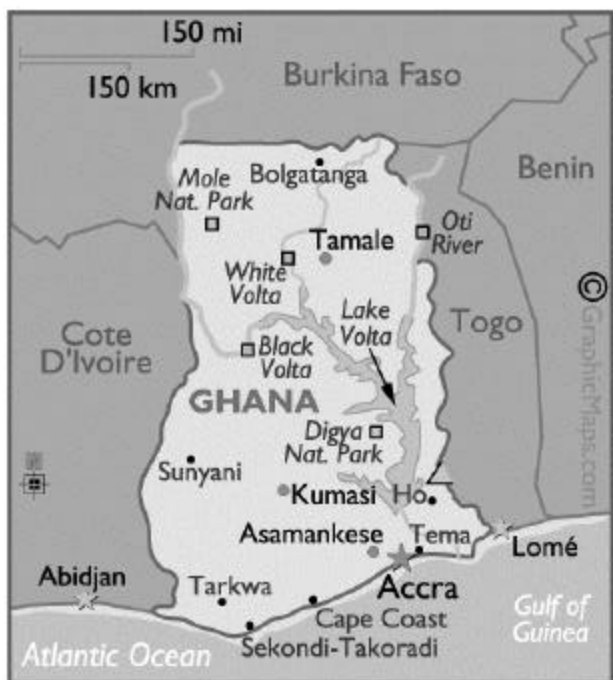 150 mi
150 km
Burkina Faso
Benin
Mole
Nat. Park
Bolgatanga
Oti
River
Tamale
White
Volta
Lake
Volta
Togo
Cote
D'Ivoire
Black
Volta
GHANA
Digya
Nat. Park
Sunyani
Kumasi
Ho
Asamankese
Tema
Lomé
Abidjan
Tarkwa
Accra
Cape Coast
Sekondi-Takoradi
Gulf of
Guinea
Atlantic Ocean
© GraphicMaps.com